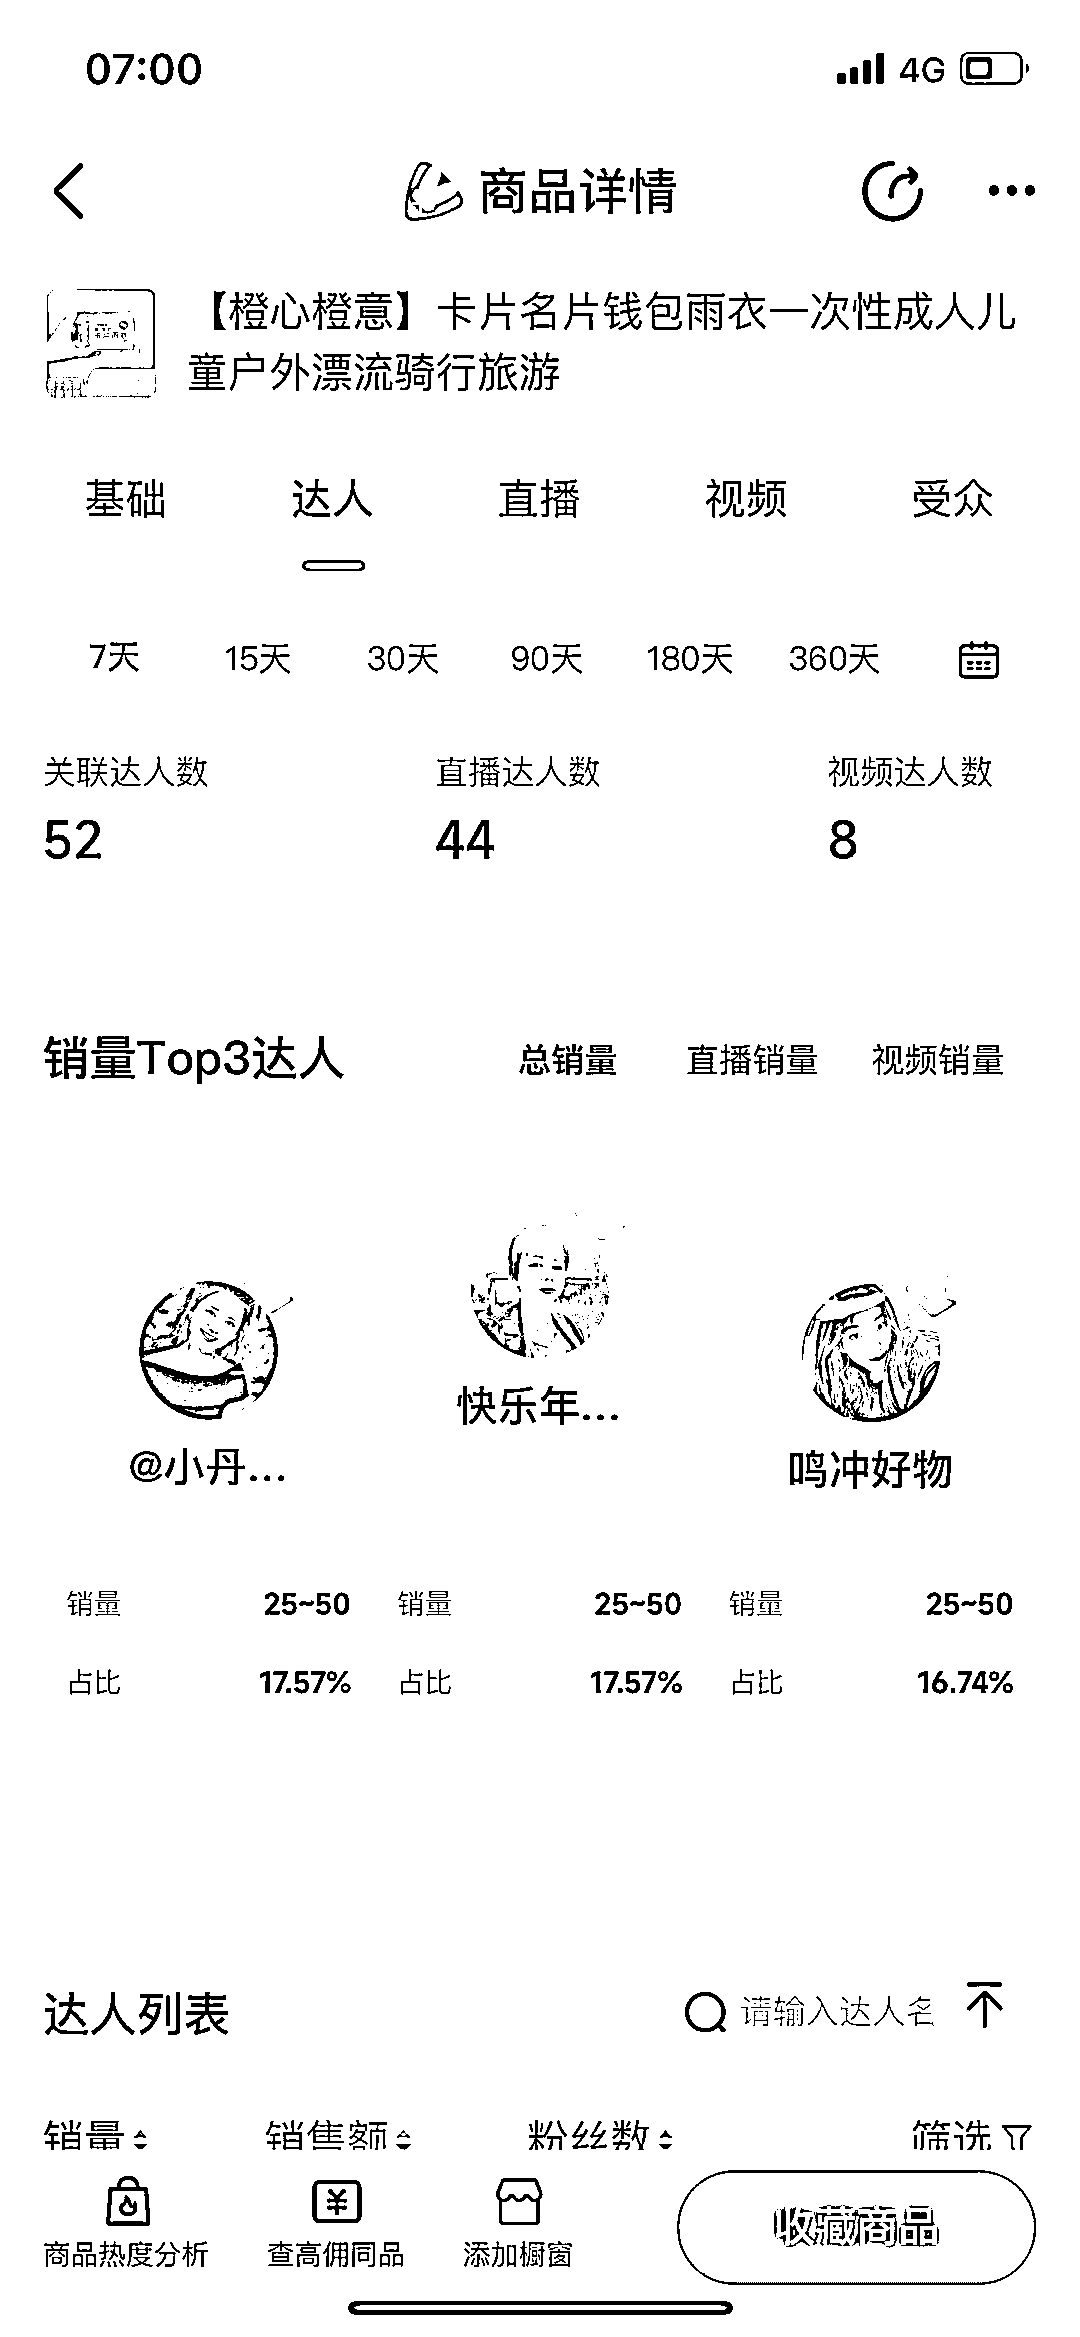 07:00
4G
商品详情
【橙心橙意】卡片名片钱包雨衣一次性成人儿
童户外漂流骑行旅游
基础 达人 直播 视频 受众
7天 15天 30天 90天 180天 360天
关联达人数 直播达人数 视频达人数
52 44 8
销量Top3达人 总销量 直播销量 视频销量
快乐年...
@小丹... 鸣冲好物
销量 25~50 销量 25~50 销量 25~50
占比 17.57% 占比 17.57% 占比 16.74%
达人列表 请输入达人名
销量 销售额 粉丝数 筛选
商品热度分析 查高佣同品 添加橱窗 收藏商品